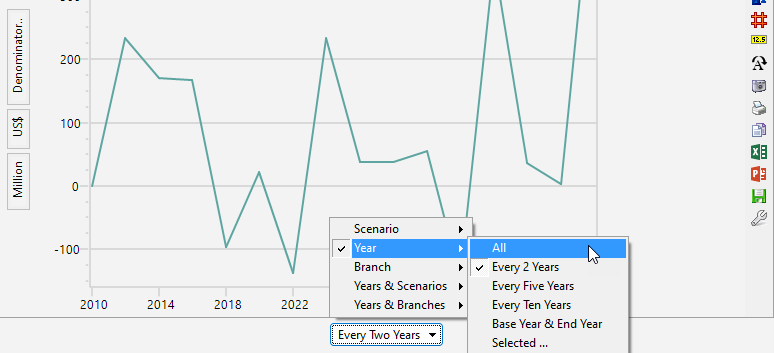 Denominator..
US$
Million
200
100
0
-100
2010
2014
2018
2022
Scenario
Year
Branch
Years & Scenarios
Years & Branches
All
Every 2 Years
Every Five Years
Every Ten Years
Base Year & End Year
Selected ...
Every Two Years
12.5
A